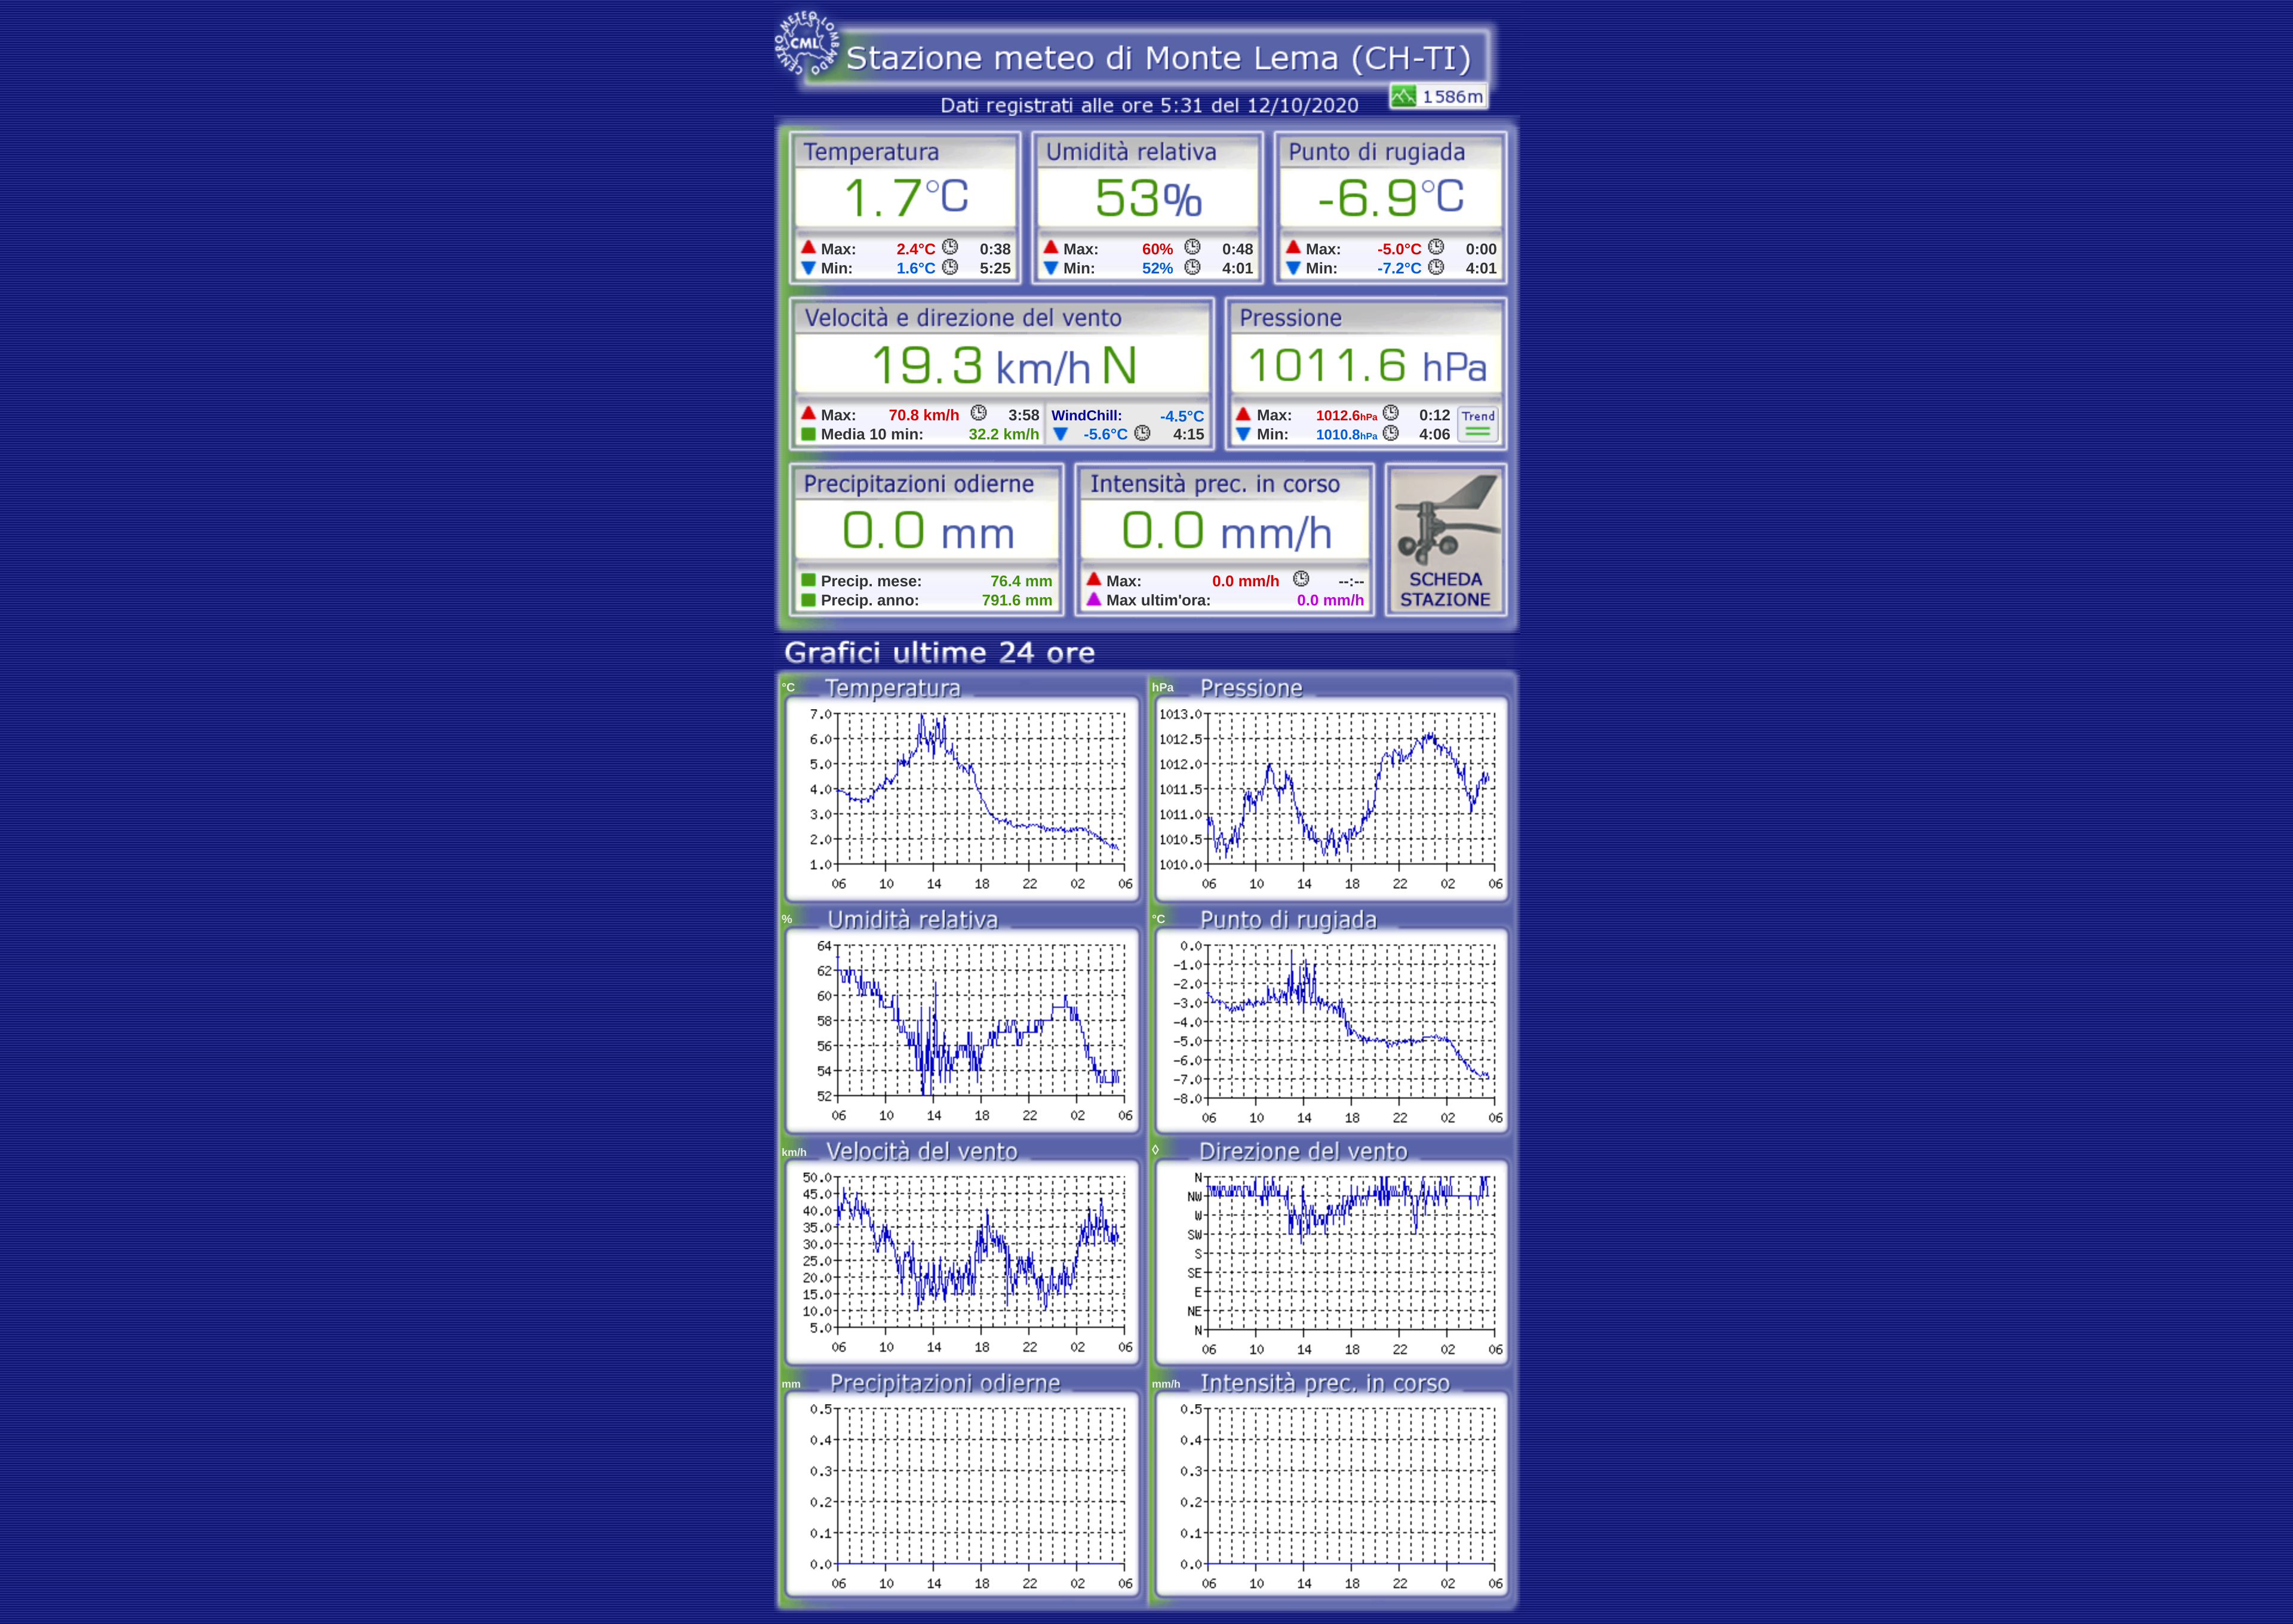 CENTRO METEO LOMBARDO
CML
Stazione meteo di Monte Lema (CH-TI)
Dati registrati alle ore 5:31 del 12/10/2020
1586m
Temperatura
1.7°C
Max: 2.4°C 0:38
Min: 1.6°C 5:25
Umidità relativa
53%
Max: 60% 0:48
Min: 52% 4:01
Punto di rugiada
-6.9°C
Max: -5.0°C 0:00
Min: -7.2°C 4:01
Velocità e direzione del vento
19.3 km/h N
Max: 70.8 km/h 3:58
Media 10 min: 32.2 km/h
WindChill: -4.5°C
-5.6°C 4:15
Pressione
1011.6 hPa
Max: 1012.6hPa 0:12
Min: 1010.8hPa 4:06
Trend
Precipitazioni odierne
0.0 mm
Precip. mese: 76.4 mm
Precip. anno: 791.6 mm
Intensità prec. in corso
0.0 mm/h
Max: 0.0 mm/h --:--
Max ultim'ora: 0.0 mm/h
SCHEDA
STAZIONE
Grafici ultime 24 ore
°C Temperatura
7.0
6.0
5.0
4.0
3.0
2.0
1.0
06 10 14 18 22 02 06
hPa Pressione
1013.0
1012.5
1012.0
1011.5
1011.0
1010.5
1010.0
06 10 14 18 22 02 06
% Umidità relativa
64
62
60
58
56
54
52
06 10 14 18 22 02 06
°C Punto di rugiada
0.0
-1.0
-2.0
-3.0
-4.0
-5.0
-6.0
-7.0
-8.0
06 10 14 18 22 02 06
km/h Velocità del vento
50.0
45.0
40.0
35.0
30.0
25.0
20.0
15.0
10.0
5.0
06 10 14 18 22 02 06
◊ Direzione del vento
N
NW
W
SW
S
SE
E
NE
N
06 10 14 18 22 02 06
mm Precipitazioni odierne
0.5
0.4
0.3
0.2
0.1
0.0
06 10 14 18 22 02 06
mm/h Intensità prec. in corso
0.5
0.4
0.3
0.2
0.1
0.0
06 10 14 18 22 02 06